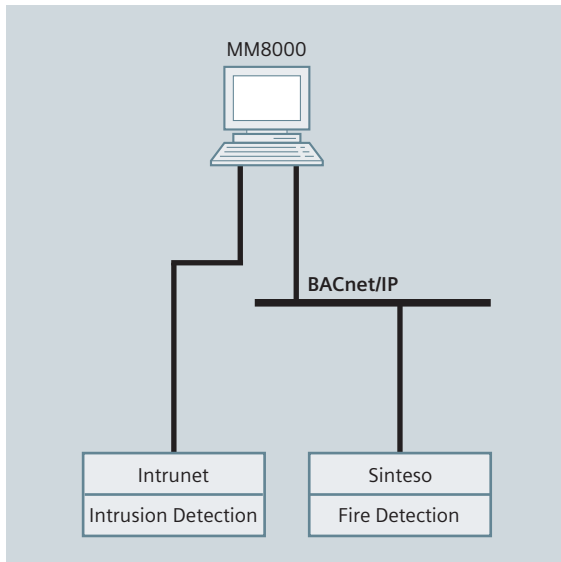 MM8000
BACnet/IP
Intrunet
Intrusion Detection
Sinteso
Fire Detection